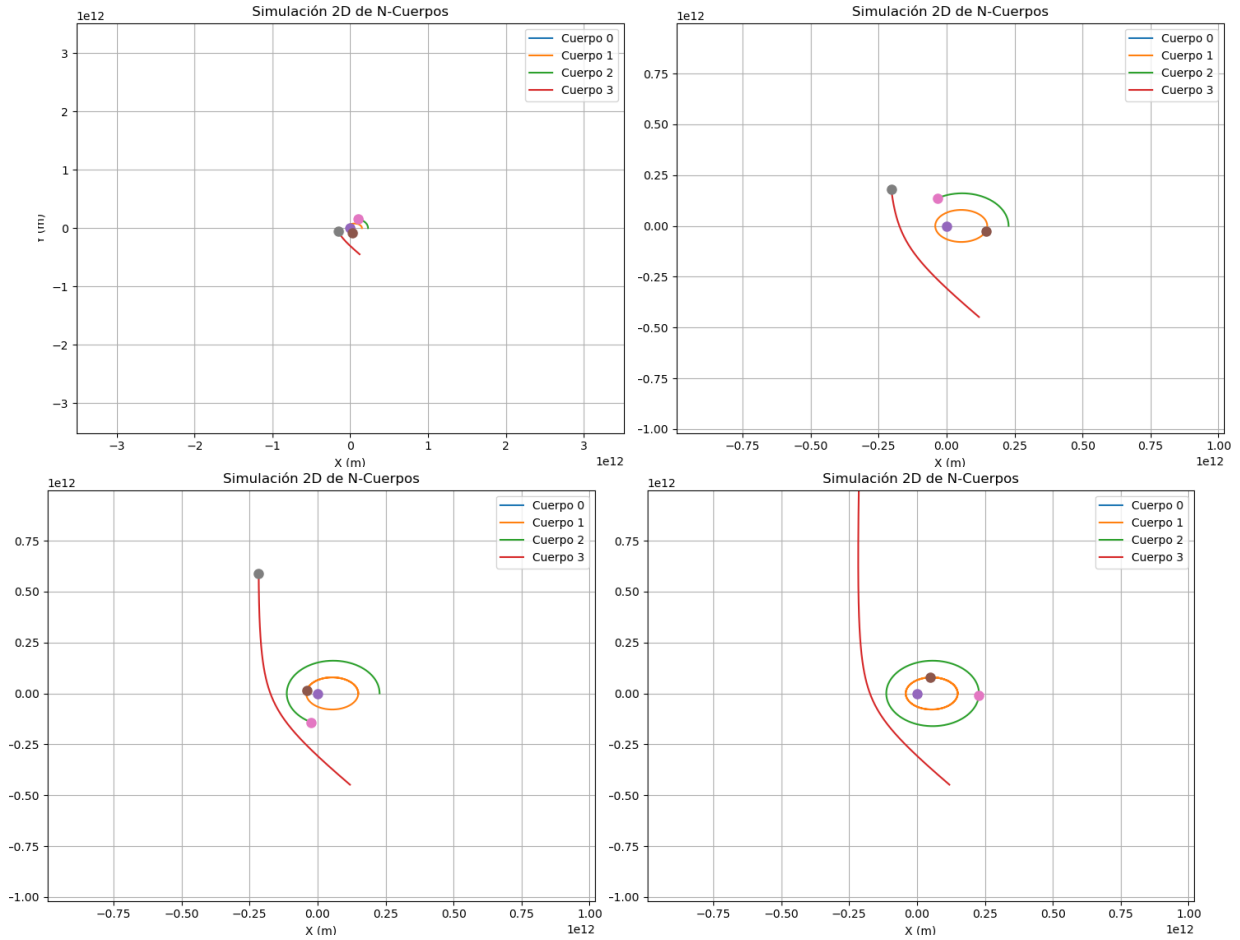 Simulación 2D de N-Cuerpos
1e12
Cuerpo 0
Cuerpo 1
Cuerpo 2
Cuerpo 3
3
2
1
0
−1
−2
−3
Y (m)
−3 −2 −1 0 1 2 3
X (m)
1e12
Simulación 2D de N-Cuerpos
1e12
Cuerpo 0
Cuerpo 1
Cuerpo 2
Cuerpo 3
0.75
0.50
0.25
0.00
−0.25
−0.50
−0.75
−1.00
−0.75 −0.50 −0.25 0.00 0.25 0.50 0.75 1.00
X (m)
1e12
Simulación 2D de N-Cuerpos
1e12
Cuerpo 0
Cuerpo 1
Cuerpo 2
Cuerpo 3
0.75
0.50
0.25
0.00
−0.25
−0.50
−0.75
−1.00
−0.75 −0.50 −0.25 0.00 0.25 0.50 0.75 1.00
X (m)
1e12
Simulación 2D de N-Cuerpos
1e12
Cuerpo 0
Cuerpo 1
Cuerpo 2
Cuerpo 3
0.75
0.50
0.25
0.00
−0.25
−0.50
−0.75
−1.00
−0.75 −0.50 −0.25 0.00 0.25 0.50 0.75 1.00
X (m)
1e12